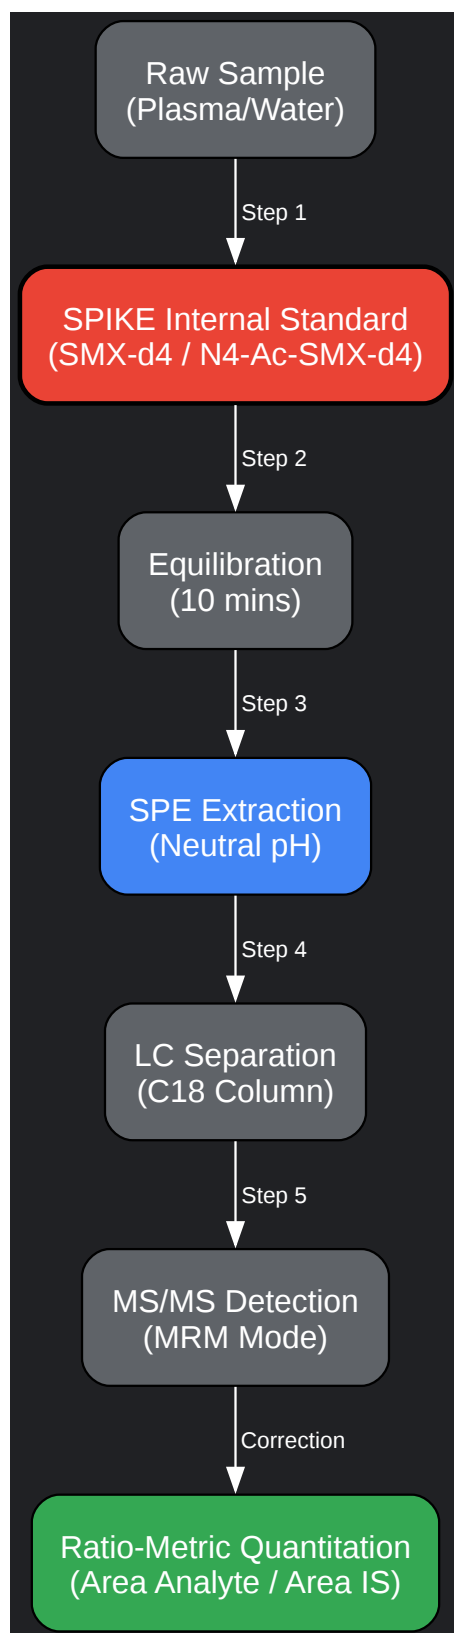 Raw Sample
(Plasma/Water)
Step 1
SPIKE Internal Standard
(SMX-d4 / N4-Ac-SMX-d4)
Step 2
Equilibration
(10 mins)
Step 3
SPE Extraction
(Neutral pH)
Step 4
LC Separation
(C18 Column)
Step 5
MS/MS Detection
(MRM Mode)
Correction
Ratio-Metric Quantitation
(Area Analyte / Area IS)